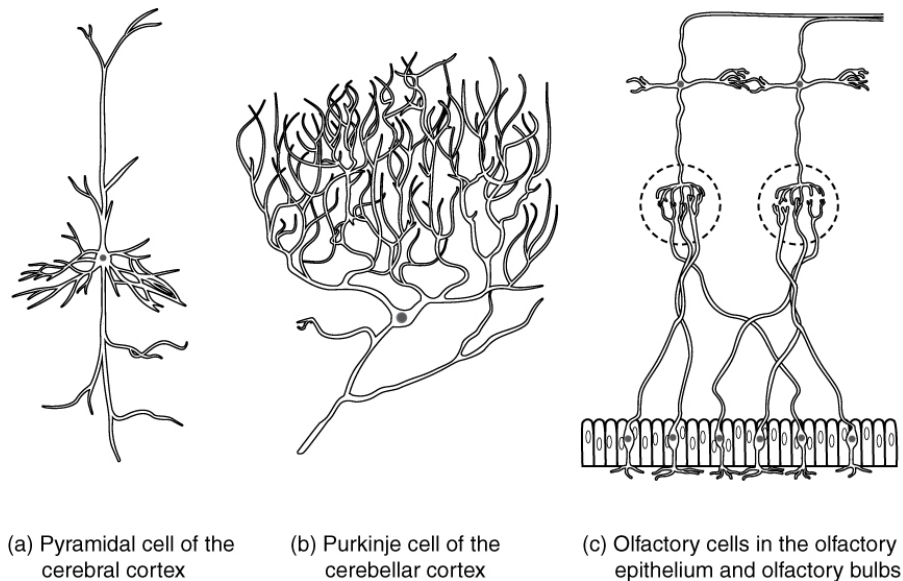 (a) Pyramidal cell of the
cerebral cortex
(b) Purkinje cell of the
cerebellar cortex
(c) Olfactory cells in the olfactory
epithelium and olfactory bulbs